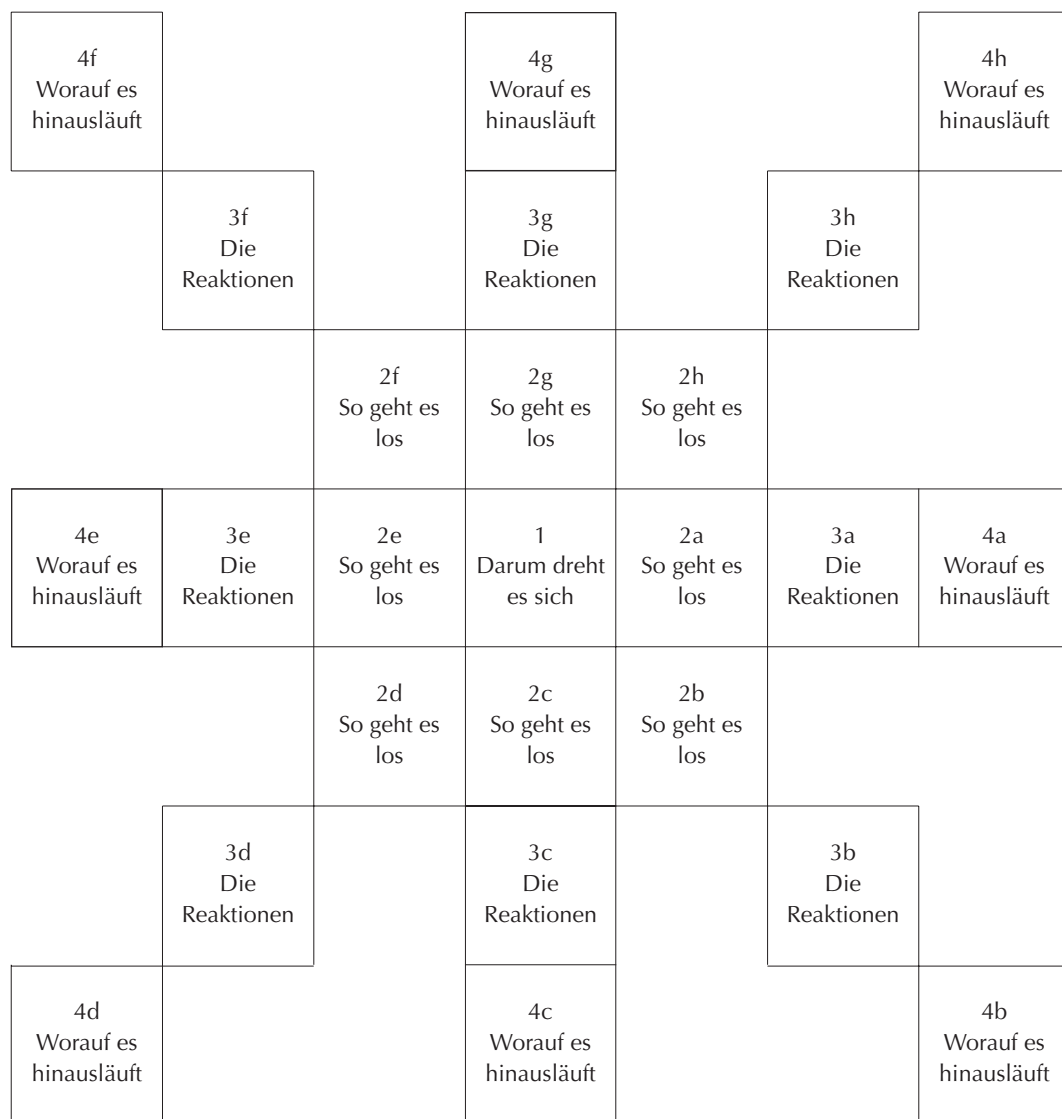 4f
Worauf es
hinausläuft
4g
Worauf es
hinausläuft
4h
Worauf es
hinausläuft
3f
Die
Reaktionen
3g
Die
Reaktionen
3h
Die
Reaktionen
2f
So geht es
los
2g
So geht es
los
2h
So geht es
los
4e
Worauf es
hinausläuft
3e
Die
Reaktionen
2e
So geht es
los
1
Darum dreht
es sich
2a
So geht es
los
3a
Die
Reaktionen
4a
Worauf es
hinausläuft
2d
So geht es
los
2c
So geht es
los
2b
So geht es
los
3d
Die
Reaktionen
3c
Die
Reaktionen
3b
Die
Reaktionen
4d
Worauf es
hinausläuft
4c
Worauf es
hinausläuft
4b
Worauf es
hinausläuft